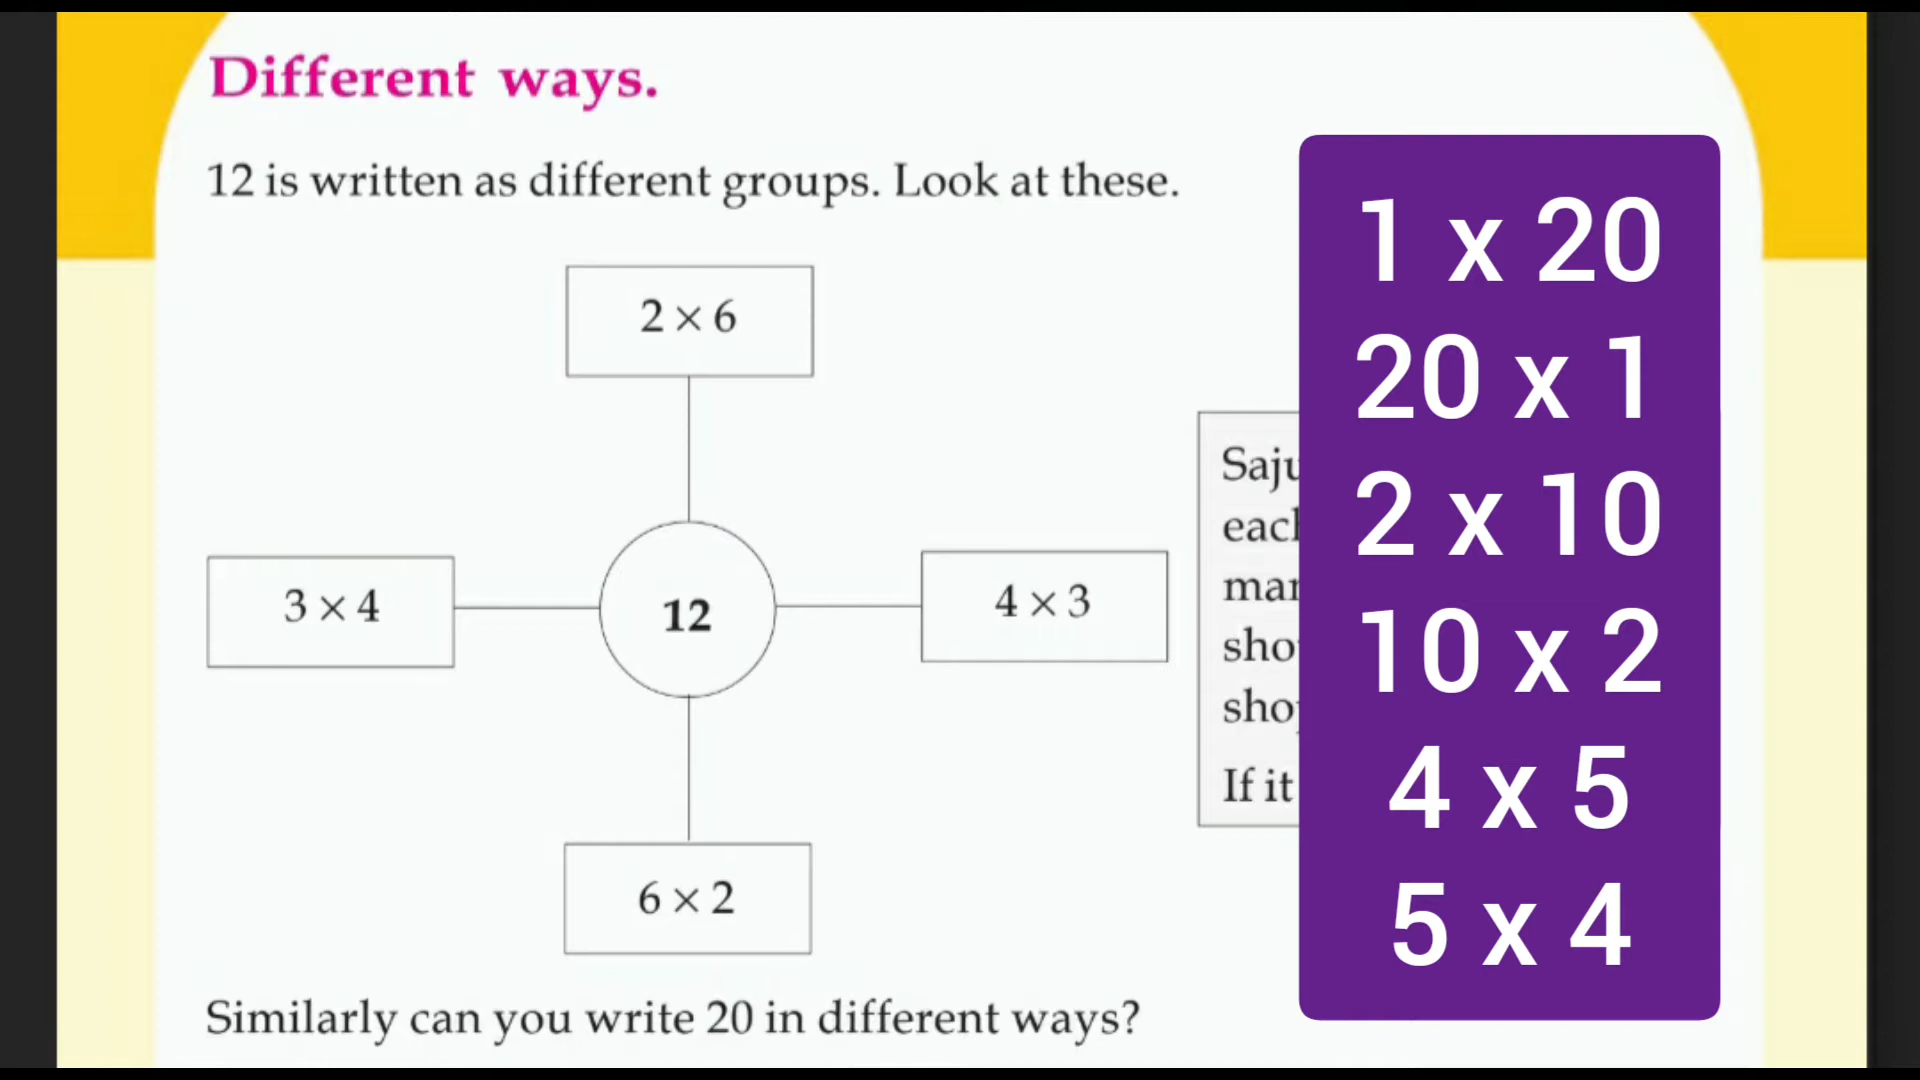 Different ways.
12 is written as different groups. Look at these.
2 × 6
3 × 4
12
4 × 3
6 × 2
Similarly can you write 20 in different ways?
If it
1 x 20
20 x 1
2 x 10
10 x 2
4 x 5
5 x 4